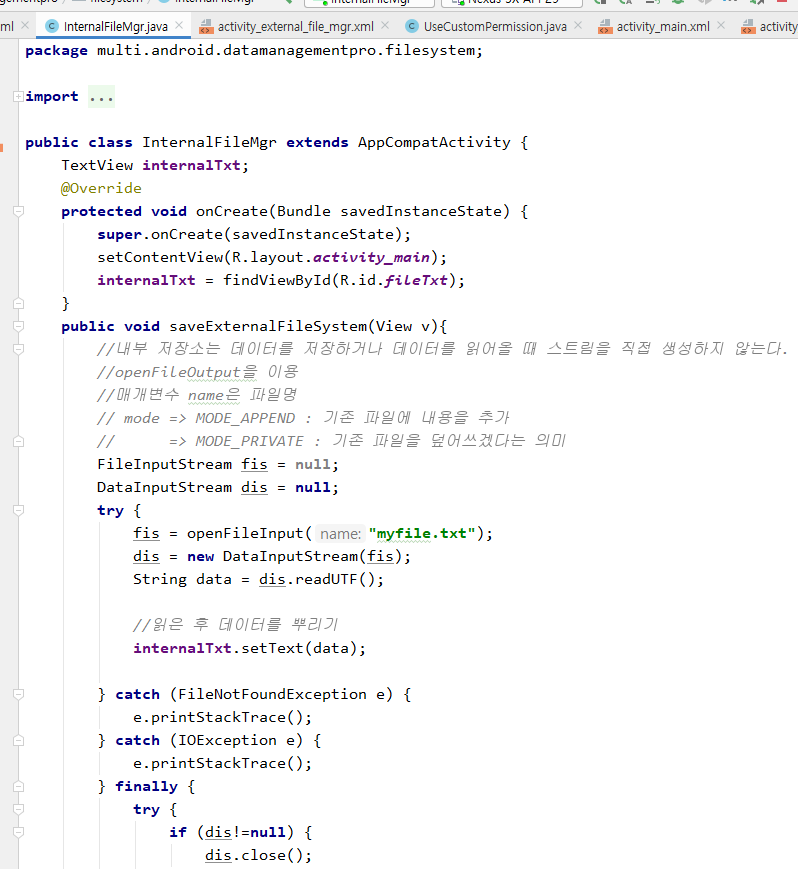 InternalFileMgr.java activity_external_file_mgr.xml UseCustomPermission.java activity_main.xml activity
package multi.android.datamanagementpro.filesystem;
import ...
public class InternalFileMgr extends AppCompatActivity {
TextView internalTxt;
@Override
protected void onCreate(Bundle savedInstanceState) {
super.onCreate(savedInstanceState);
setContentView(R.layout.activity_main);
internalTxt = findViewById(R.id.fileTxt);
}
public void saveExternalFileSystem(View v){
//내부 저장소는 데이터를 저장하거나 데이터를 읽어올 때 스트림을 직접 생성하지 않는다.
//openFileOutput을 이용
//매개변수 name은 파일명
// mode => MODE_APPEND : 기존 파일에 내용을 추가
// => MODE_PRIVATE : 기존 파일을 덮어쓰겠다는 의미
FileInputStream fis = null;
DataInputStream dis = null;
try {
fis = openFileInput( name: "myfile.txt");
dis = new DataInputStream(fis);
String data = dis.readUTF();
//읽은 후 데이터를 뿌리기
internalTxt.setText(data);
} catch (FileNotFoundException e) {
e.printStackTrace();
} catch (IOException e) {
e.printStackTrace();
} finally {
try {
if (dis!=null) {
dis.close();